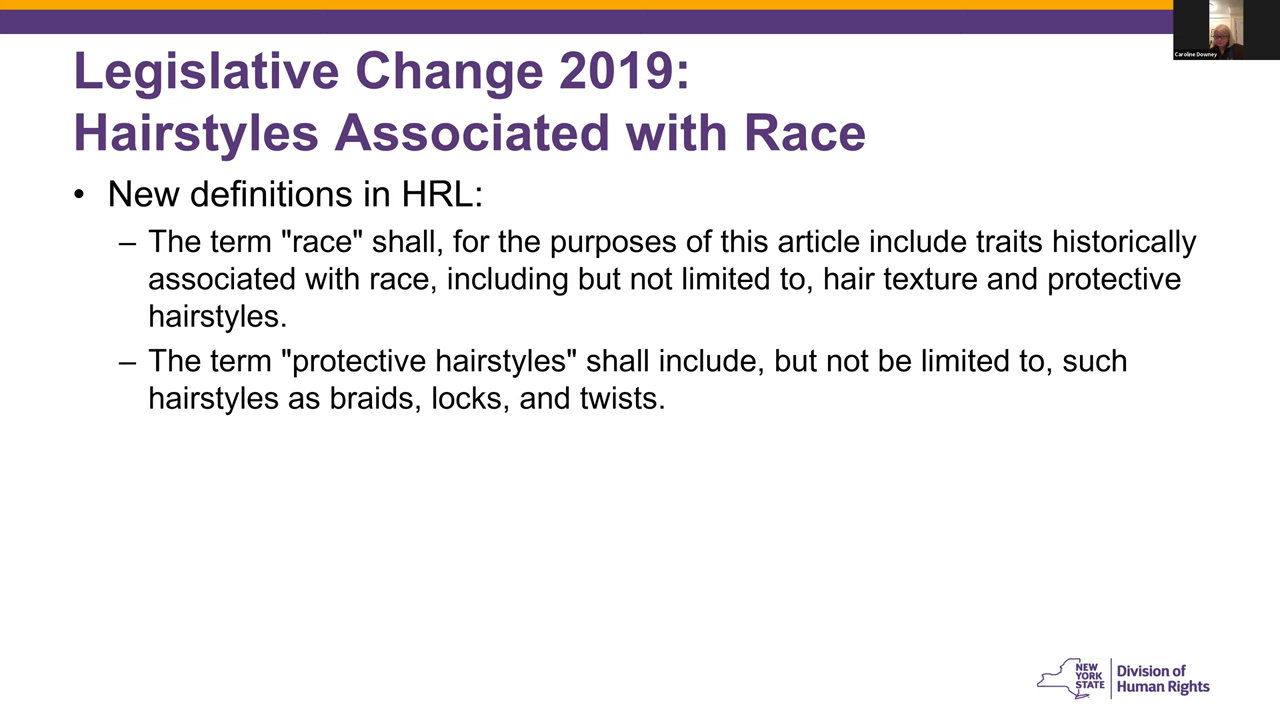 Caroline Downey
Legislative Change 2019:
Hairstyles Associated with Race
• New definitions in HRL:
– The term "race" shall, for the purposes of this article include traits historically
associated with race, including but not limited to, hair texture and protective
hairstyles.
– The term "protective hairstyles" shall include, but not be limited to, such
hairstyles as braids, locks, and twists.
NEW
YORK
STATE
Division of
Human Rights